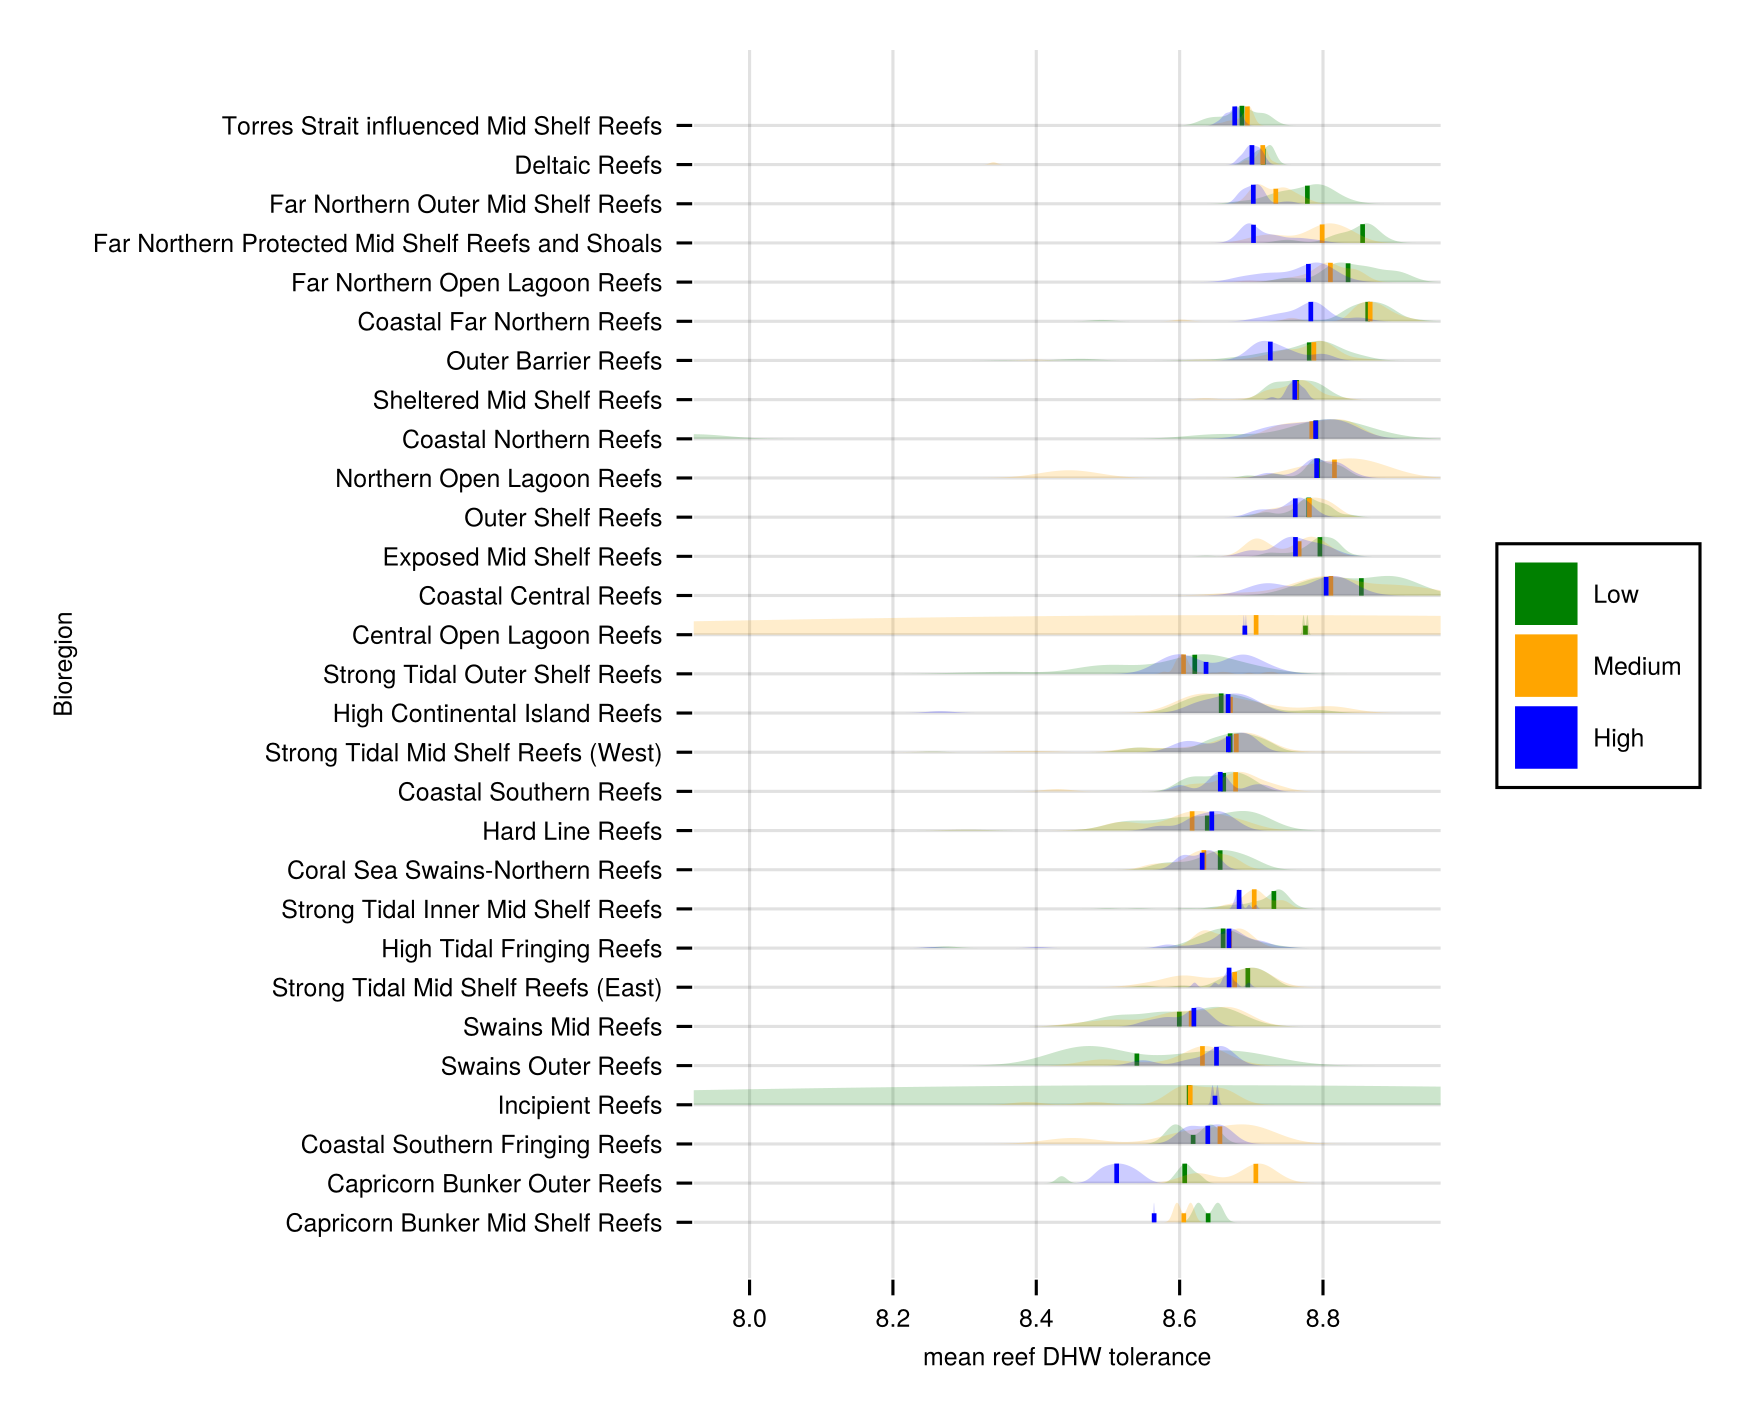 Torres Strait influenced Mid Shelf Reefs
Deltaic Reefs
Far Northern Outer Mid Shelf Reefs
Far Northern Protected Mid Shelf Reefs and Shoals
Far Northern Open Lagoon Reefs
Coastal Far Northern Reefs
Outer Barrier Reefs
Sheltered Mid Shelf Reefs
Coastal Northern Reefs
Northern Open Lagoon Reefs
Outer Shelf Reefs
Exposed Mid Shelf Reefs
Coastal Central Reefs
Central Open Lagoon Reefs
Strong Tidal Outer Shelf Reefs
High Continental Island Reefs
Strong Tidal Mid Shelf Reefs (West)
Coastal Southern Reefs
Hard Line Reefs
Coral Sea Swains-Northern Reefs
Strong Tidal Inner Mid Shelf Reefs
High Tidal Fringing Reefs
Strong Tidal Mid Shelf Reefs (East)
Swains Mid Reefs
Swains Outer Reefs
Incipient Reefs
Coastal Southern Fringing Reefs
Capricorn Bunker Outer Reefs
Capricorn Bunker Mid Shelf Reefs
Bioregion
8.0 8.2 8.4 8.6 8.8
mean reef DHW tolerance
Low
Medium
High